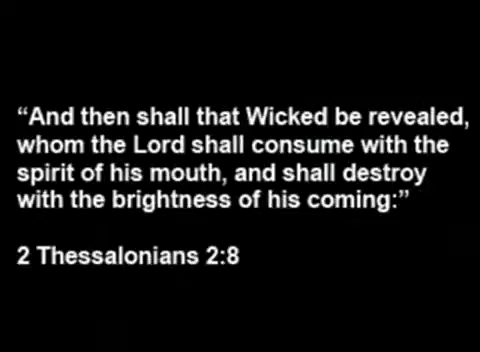 “And then shall that Wicked be revealed,
whom the Lord shall consume with the
spirit of his mouth, and shall destroy
with the brightness of his coming:”
2 Thessalonians 2:8